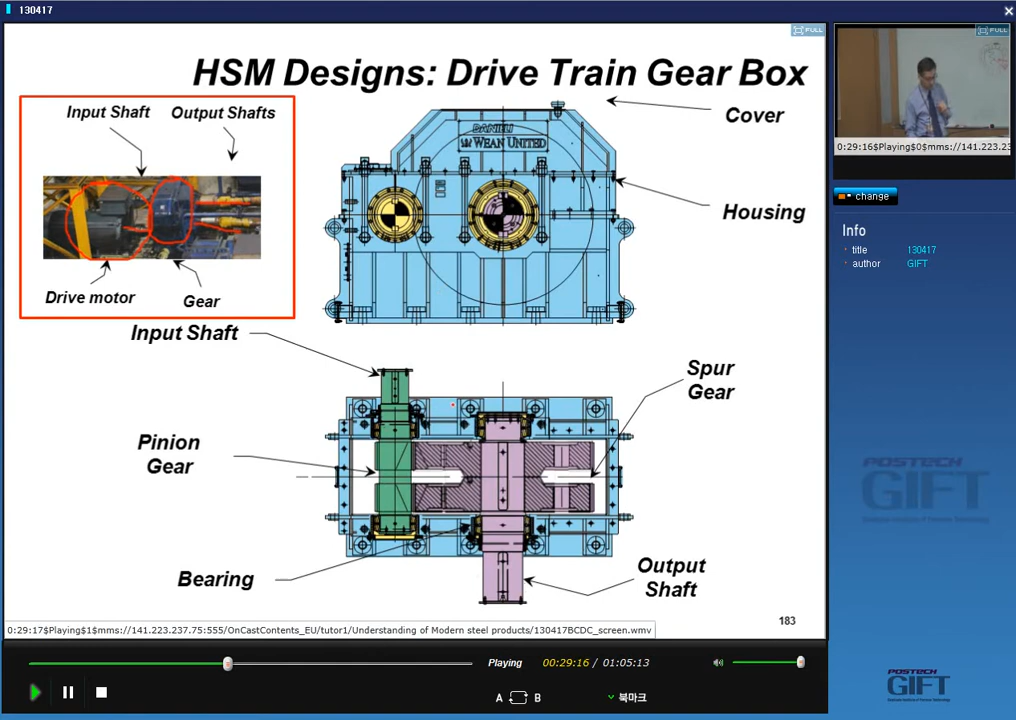 130417
FULL
HSM Designs: Drive Train Gear Box
Input Shaft
Output Shafts
Drive motor
Gear
DANIELI
WEAN UNITED
Cover
Housing
Input Shaft
Pinion
Gear
Bearing
Spur
Gear
Output
Shaft
183
0:29:17$Playing$1$mms://141.223.237.75:555/OnCastContents_EU/tutor1/Understanding of Modern steel products/130417BCDC_screen.wmv
FULL
0:29:16$Playing$0$mms://141.223.23
change
Info
title 130417
author GIFT
POSTECH
GIFT
Playing 00:29:16 / 01:05:13
A B 북마크
POSTECH
GIFT